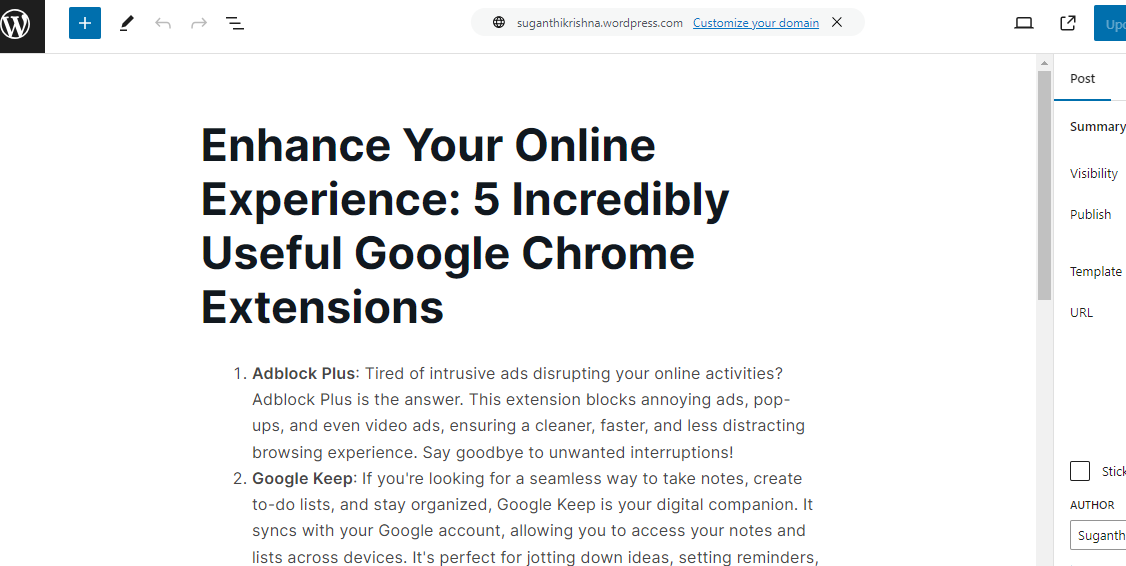 suganthikrishna.wordpress.com Customize your domain
Upd
Post
Summary
Visibility
Publish
Template
URL
Stick
AUTHOR
Suganth
Enhance Your Online
Experience: 5 Incredibly
Useful Google Chrome
Extensions
1. Adblock Plus: Tired of intrusive ads disrupting your online activities?
Adblock Plus is the answer. This extension blocks annoying ads, pop-
ups, and even video ads, ensuring a cleaner, faster, and less distracting
browsing experience. Say goodbye to unwanted interruptions!
2. Google Keep: If you're looking for a seamless way to take notes, create
to-do lists, and stay organized, Google Keep is your digital companion. It
syncs with your Google account, allowing you to access your notes and
lists across devices. It's perfect for jotting down ideas, setting reminders,